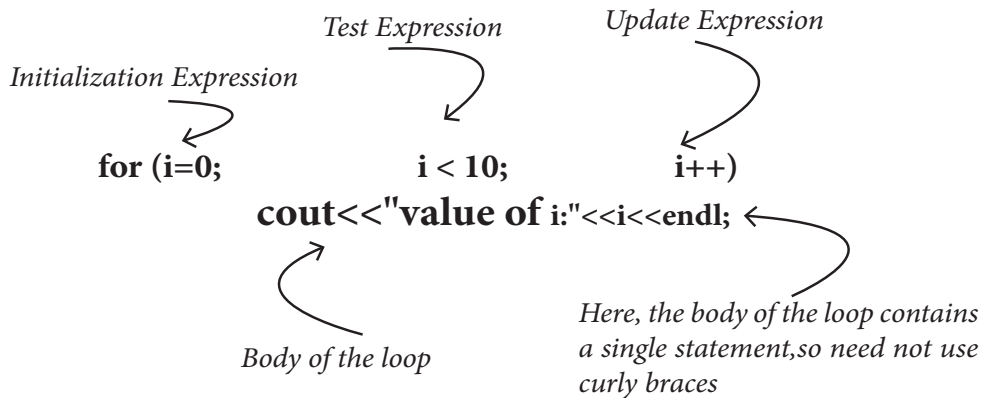 Test Expression
Update Expression
Initialization Expression
for (i=0;
i < 10;
i++)
cout<<"value of i:"<<i<<endl;
Body of the loop
Here, the body of the loop contains
a single statement,so need not use
curly braces